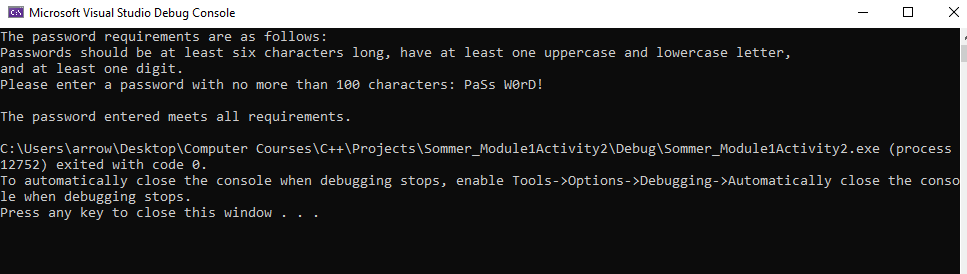 Microsoft Visual Studio Debug Console
The password requirements are as follows:
Passwords should be at least six characters long, have at least one uppercase and lowercase letter,
and at least one digit.
Please enter a password with no more than 100 characters: PaSs W0rD!
The password entered meets all requirements.
C:\Users\arrow\Desktop\Computer Courses\C++\Projects\Sommer_Module1Activity2\Debug\Sommer_Module1Activity2.exe (process
12752) exited with code 0.
To automatically close the console when debugging stops, enable Tools->Options->Debugging->Automatically close the conso
le when debugging stops.
Press any key to close this window . . .